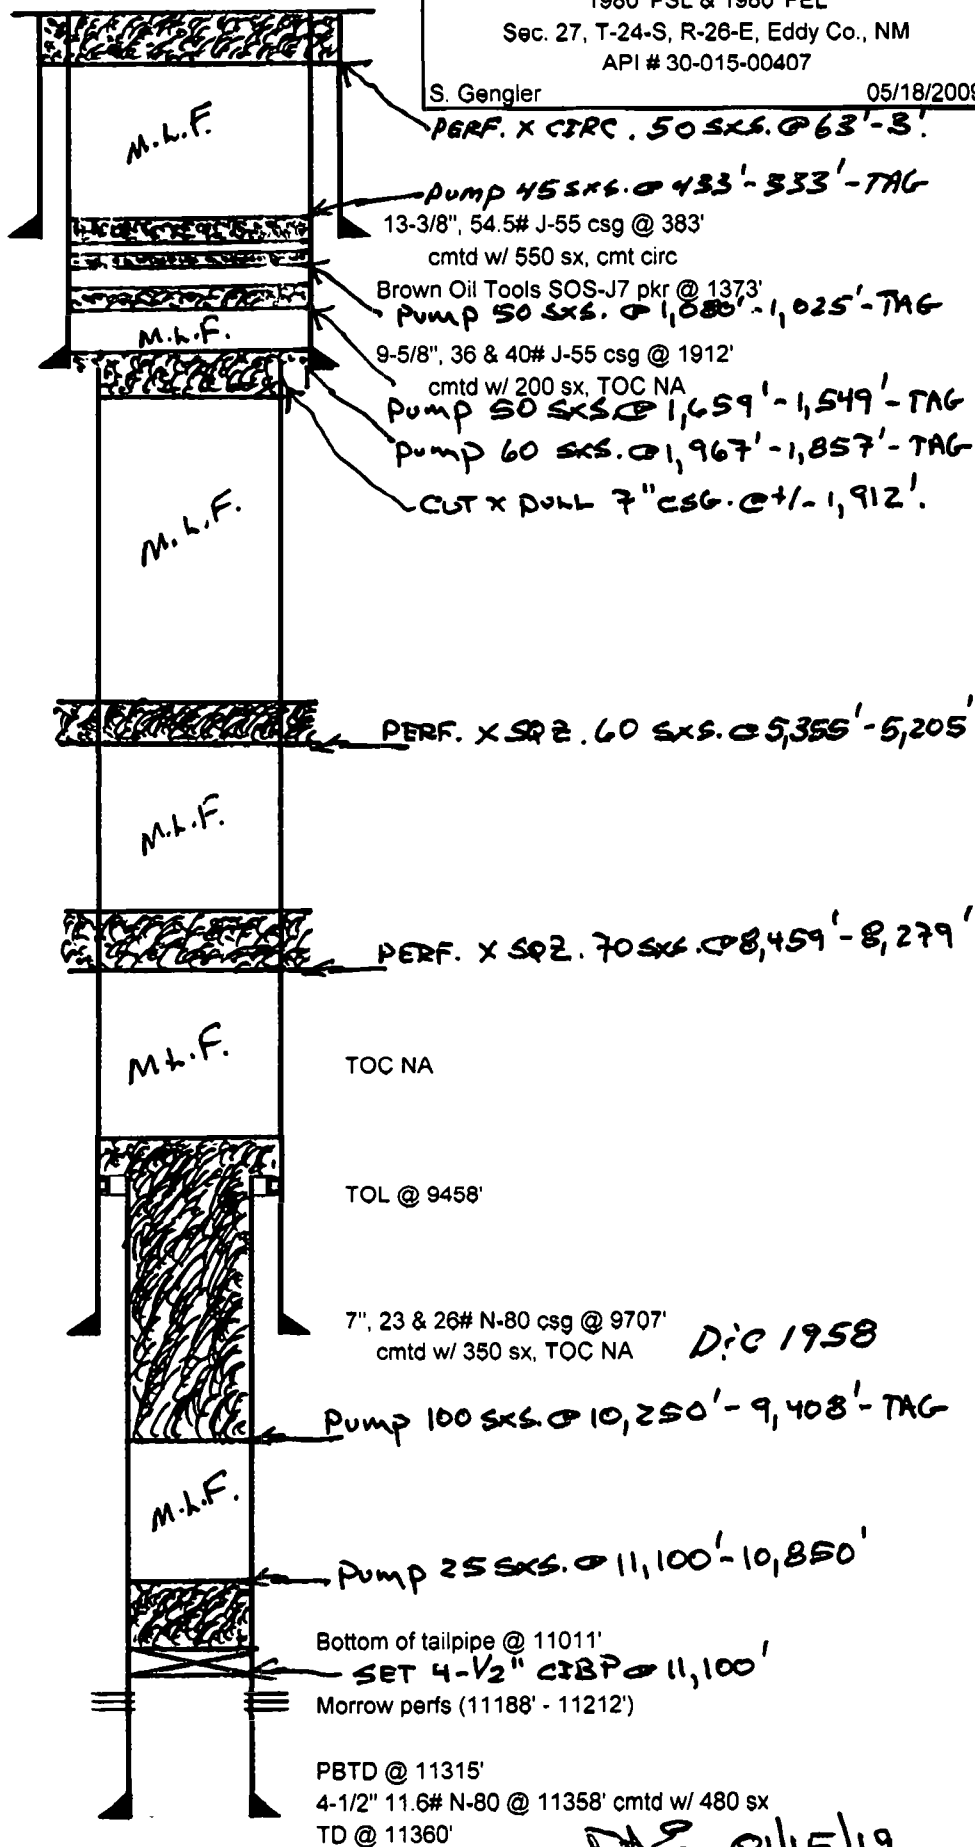 1980' FSL & 1980' FEL
Sec. 27, T-24-S, R-26-E, Eddy Co., NM
API # 30-015-00407
S. Gengler 05/18/2009
PERF. X CIRC. 50 SXS. @ 63'-3'.
M.L.F.
PUMP 45 SXS. @ 433'-333'-TAG
13-3/8", 54.5# J-55 csg @ 383'
cmtd w/ 550 sx, cmt circ
Brown Oil Tools SOS-J7 pkr @ 1373'
PUMP 50 SXS. @ 1,080'-1,025'-TAG
M.L.F.
9-5/8", 36 & 40# J-55 csg @ 1912'
cmtd w/ 200 sx, TOC NA
PUMP 50 SXS. @ 1,659'-1,549'-TAG
PUMP 60 SXS. @ 1,967'-1,857'-TAG
CUT X PULL 7" CSG. @ +/- 1,912'.
M.L.F.
PERF. X SQZ. 60 SXS. @ 5,355'-5,205'
M.L.F.
PERF. X SQZ. 70 SXS. @ 8,459'-8,279'
M.L.F.
TOC NA
TOL @ 9458'
7", 23 & 26# N-80 csg @ 9707'
cmtd w/ 350 sx, TOC NA
D:C 1958
PUMP 100 SXS. @ 10,250'-9,408'-TAG
M.L.F.
PUMP 25 SXS. @ 11,100'-10,850'
Bottom of tailpipe @ 11011'
SET 4-1/2" CIBP @ 11,100'
Morrow perfs (11188' - 11212')
PBTD @ 11315'
4-1/2" 11.6# N-80 @ 11358' cmtd w/ 480 sx
TD @ 11360'
01/15/19